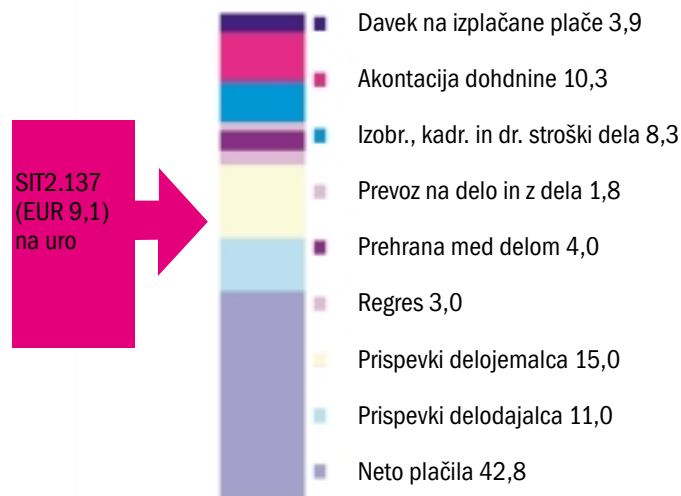 Davek na izplačane plače 3,9
Akontacija dohdnine 10,3
Izobr., kadr. in dr. stroški dela 8,3
SIT2.137
(EUR 9,1)
na uro
Prevoz na delo in z dela 1,8
Prehrana med delom 4,0
Regres 3,0
Prispevki delojemalca 15,0
Prispevki delodajalca 11,0
Neto plačila 42,8